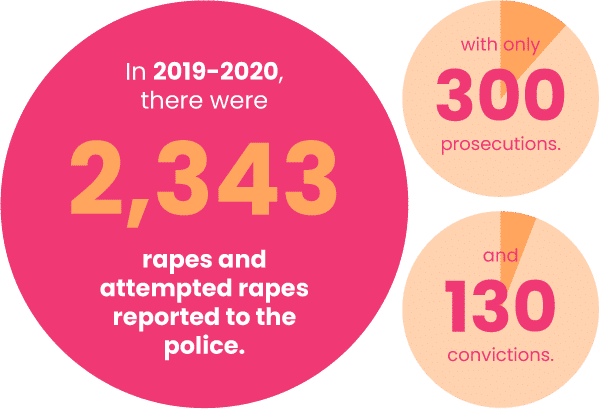 In 2019-2020,
there were
2,343
rapes and
attempted rapes
reported to the
police.
with only
300
prosecutions.
and
130
convictions.